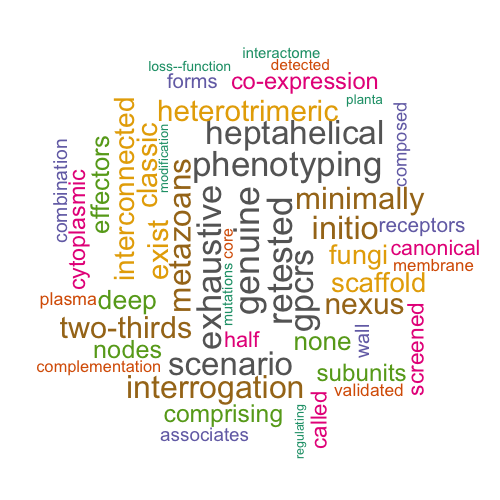 interactome
loss--function
detected
forms
co-expression
planta
heterotrimeric
heptahelical
composed
modification
classic
interconnected
effectors
combination
cytoplasmic
phenotyping
metazoans
exist
exhaustive
genuine
retested
gpcrs
minimally
initio
receptors
canonical
membrane
fungi
scaffold
nexus
core
mutations
plasma
deep
two-thirds
half
none
wall
screened
nodes
complementation
scenario
subunits
validated
interrogation
comprising
associates
regulating
called